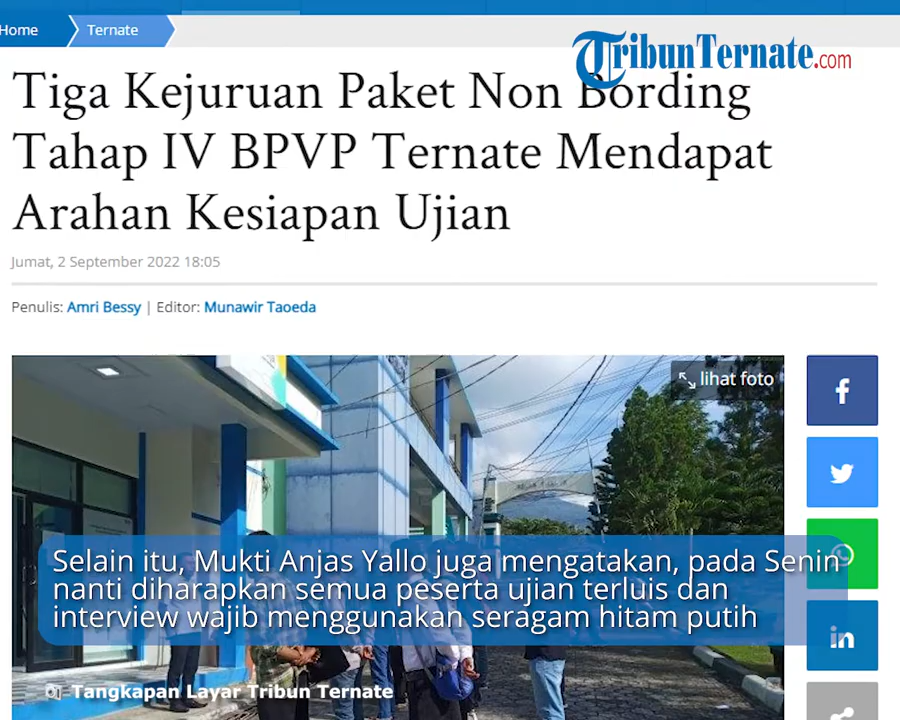 Home
Ternate
TribunTernate.com
Tiga Kejuruan Paket Non Bording
Tahap IV BPVP Ternate Mendapat
Arahan Kesiapan Ujian
Jumat, 2 September 2022 18:05
Penulis: Amri Bessy | Editor: Munawir Taoeda
lihat foto
Selain itu, Mukti Anjas Yallo juga mengatakan, pada Senin
nanti diharapkan semua peserta ujian terluis dan
interview wajib menggunakan seragam hitam putih
Tangkapan Layar Tribun Ternate